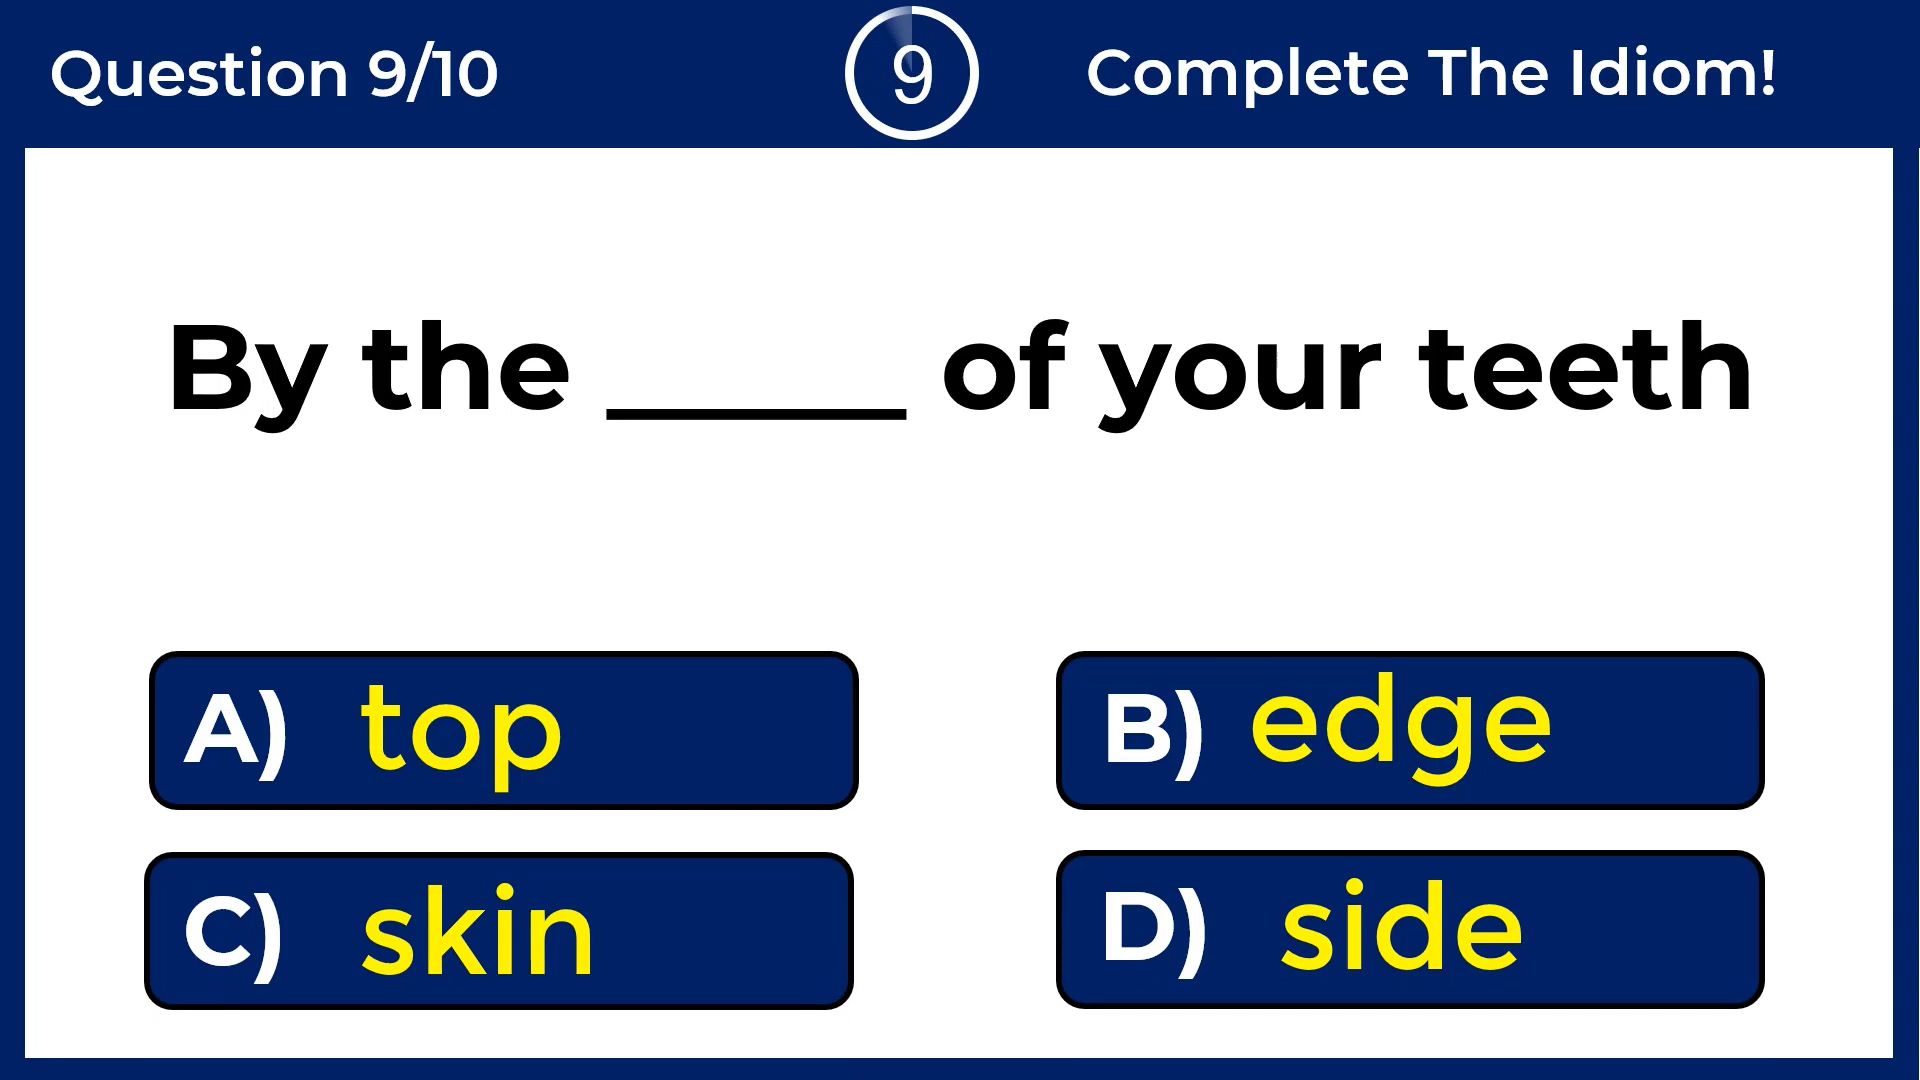 Question 9/10
9
Complete The Idiom!
By the _____ of your teeth
A) top
B) edge
C) skin
D) side